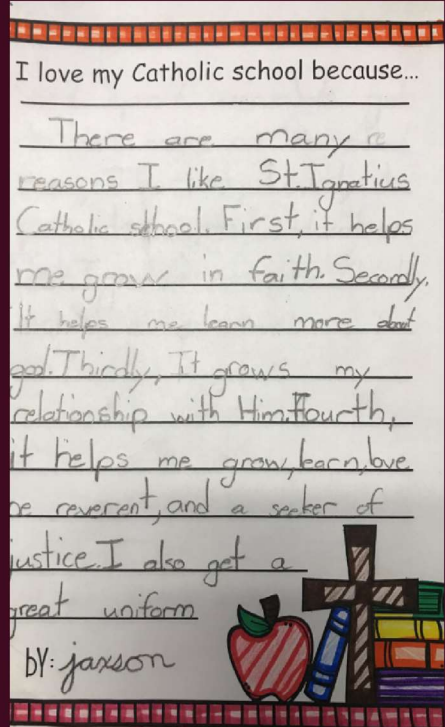 I love my Catholic school because...
There are many
reasons I like St. Ignatius
Catholic school. First, it helps
me grow in faith. Secondly,
It helps me learn more about
god. Thirdly, It grows my
relationship with Him. Fourth,
it helps me grow, learn, love
be reverent, and a seeker of
justice. I also get a
great uniform
bY: jaxson